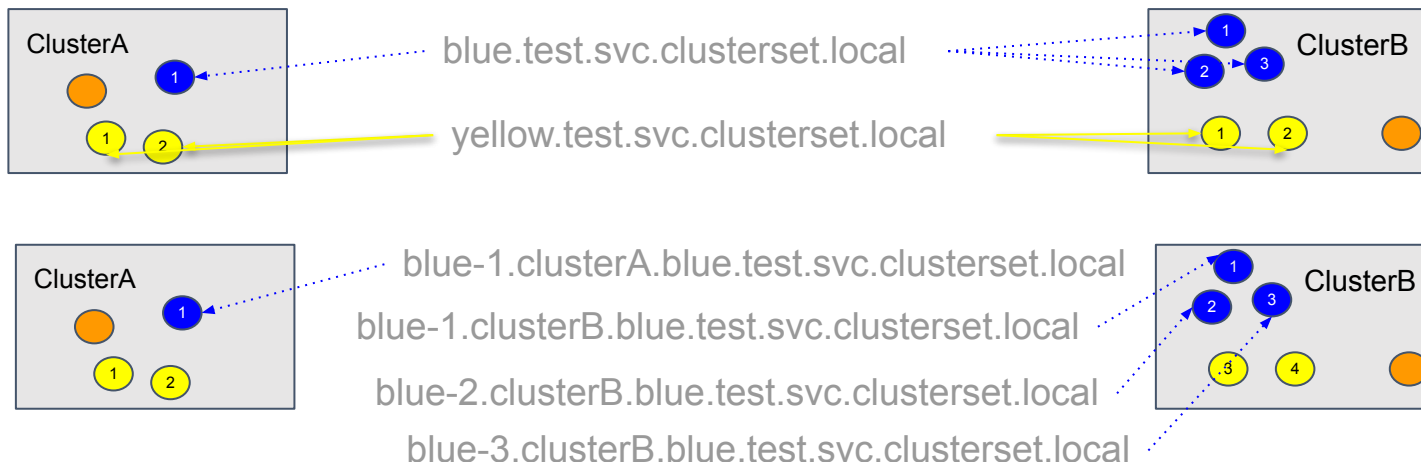 ClusterA
1
1
2
blue.test.svc.clusterset.local
yellow.test.svc.clusterset.local
ClusterB
1
2
3
1
2
ClusterA
1
1
2
blue-1.clusterA.blue.test.svc.clusterset.local
blue-1.clusterB.blue.test.svc.clusterset.local
blue-2.clusterB.blue.test.svc.clusterset.local
blue-3.clusterB.blue.test.svc.clusterset.local
ClusterB
1
2
3
3
4